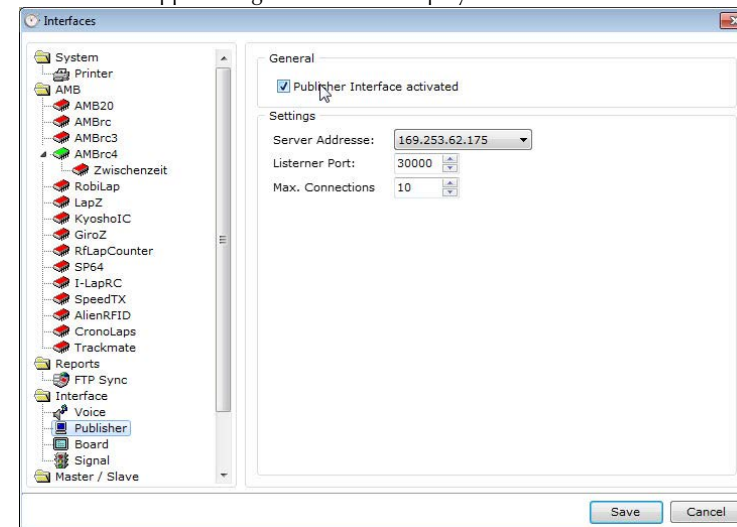 Interfaces
System
Printer
AMB
AMB20
AMBrc
AMBrc3
AMBrc4
Zwischenzeit
RobiLap
LapZ
KyoshoIC
GiroZ
RfLapCounter
SP64
I-LapRC
SpeedTX
AlienRFID
CronoLaps
Trackmate
Reports
FTP Sync
Interface
Voice
Publisher
Board
Signal
Master / Slave
General
Publisher Interface activated
Settings
Server Addresse: 169.253.62.175
Listerner Port: 30000
Max. Connections 10
Save Cancel